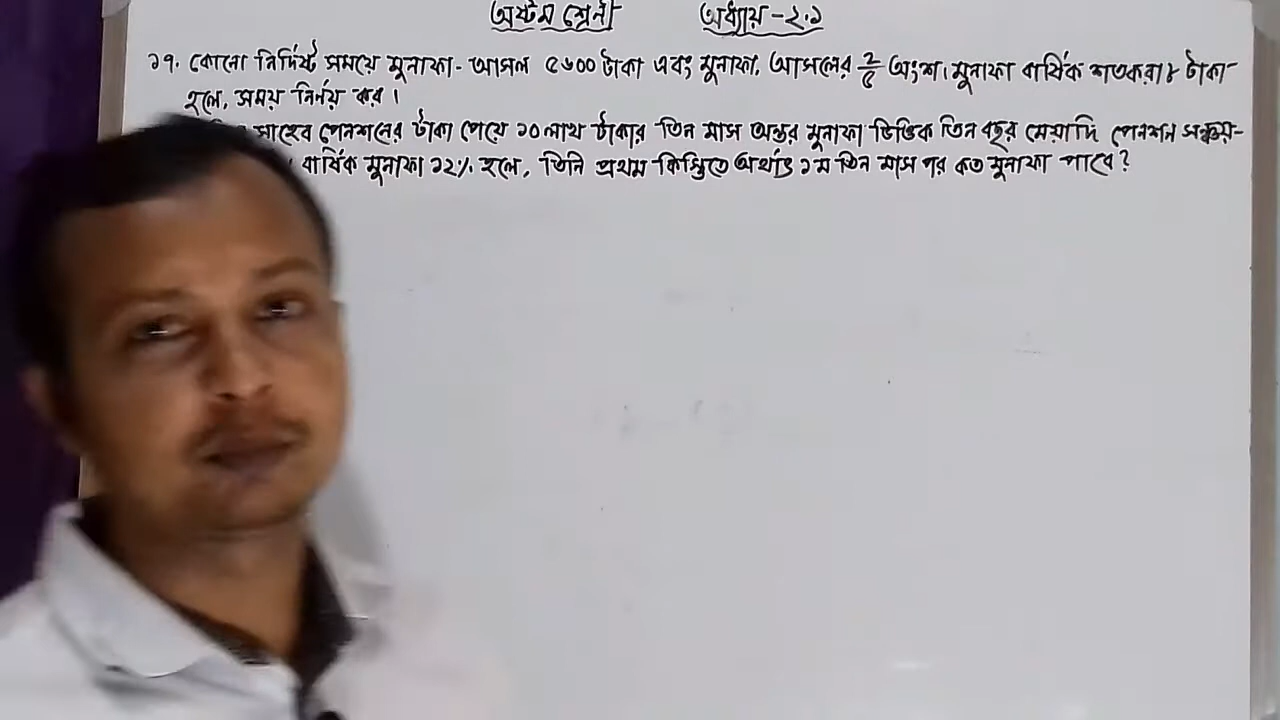 অষ্টম শ্রেণী অধ্যায় -২.১
১৭. কোনো নির্দিষ্ট সময়ে মুনাফা- আসল ৫৬০০ টাকা এবং মুনাফা, আসলের ২/৫ অংশ। মুনাফা বার্ষিক শতকরা ৮ টাকা
হলে, সময় নির্ণয় কর।
সাহেব পেনশনের টাকা পেয়ে ১০ লাখ টাকার তিন মাস অন্তর মুনাফা ভিত্তিক তিন বছর মেয়াদি পেনশন সঞ্চয়-
বার্ষিক মুনাফা ১২% হলে, তিনি প্রথম কিস্তিতে অর্থাৎ ১ম তিন মাস পর কত মুনাফা পাবে?